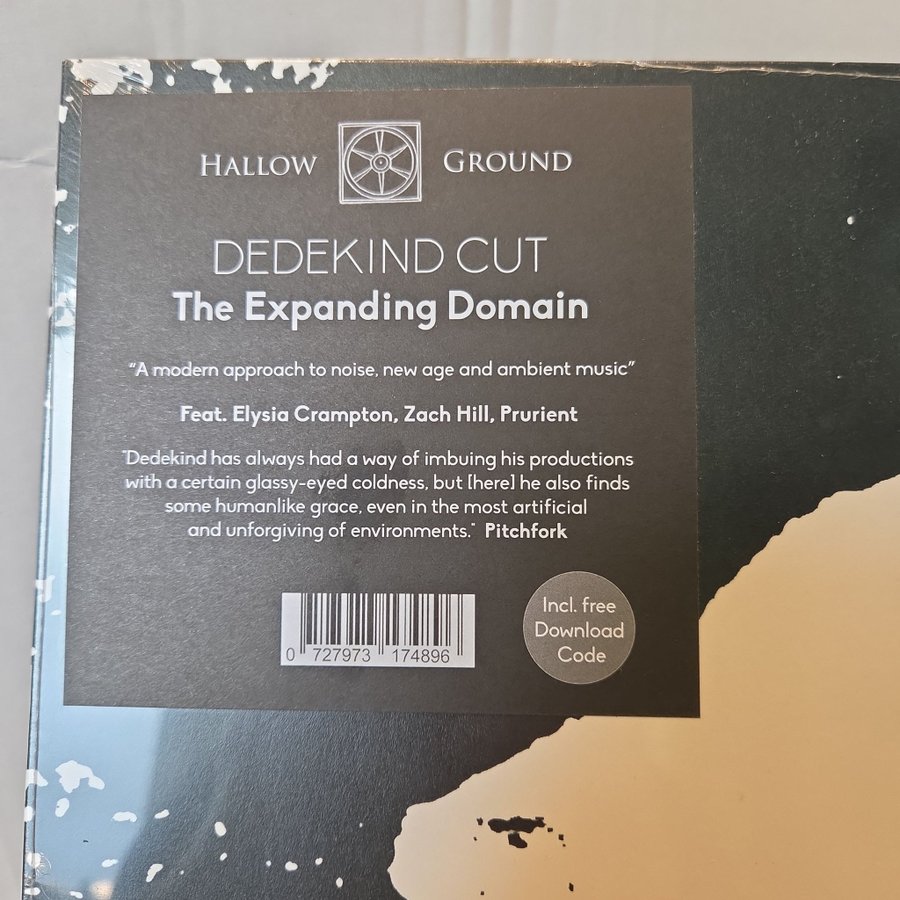 HALLOW GROUND
DEDEKIND CUT
The Expanding Domain
“A modern approach to noise, new age and ambient music”
Feat. Elysia Crampton, Zach Hill, Prurient
"Dedekind has always had a way of imbuing his productions
with a certain glassy-eyed coldness, but [here] he also finds
some humanlike grace, even in the most artificial
and unforgiving of environments." Pitchfork
0 727973 174896
Incl. free
Download
Code